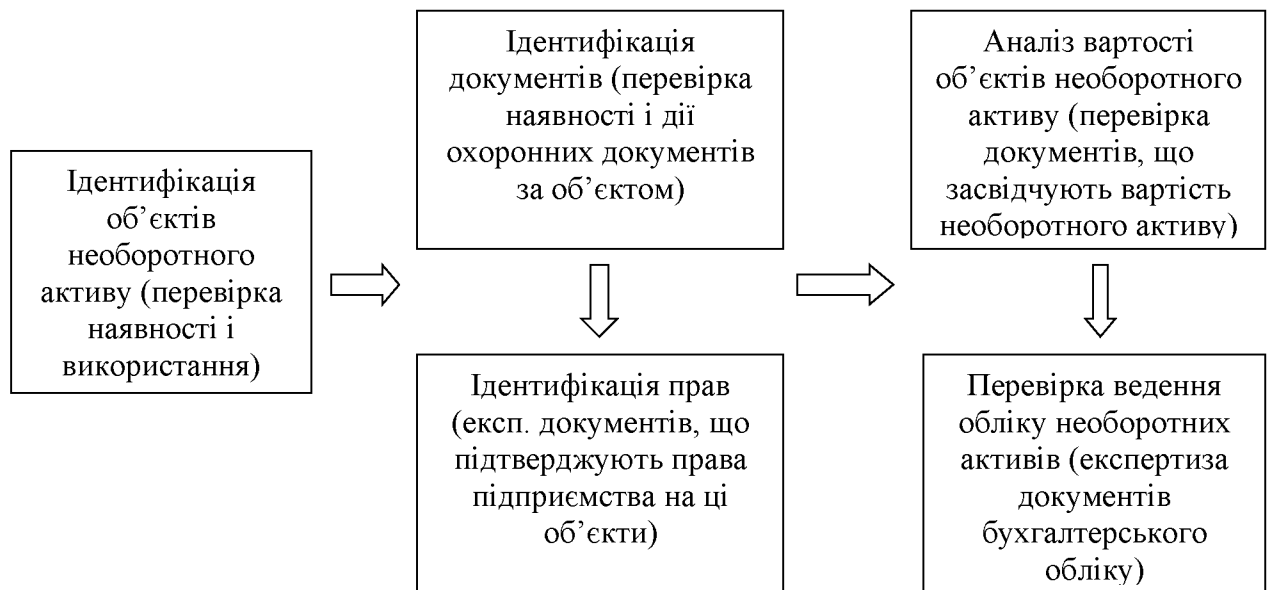 Ідентифікація
об’єктів
необоротного
активу (перевірка
наявності і
використання)
Ідентифікація
документів (перевірка
наявності і дії
охоронних документів
за об’єктом)
Ідентифікація прав
(експ. документів, що
підтверджують права
підприємства на ці
об’єкти)
Аналіз вартості
об’єктів необоротного
активу (перевірка
документів, що
засвідчують вартість
необоротного активу)
Перевірка ведення
обліку необоротних
активів (експертиза
документів
бухгалтерського
обліку)